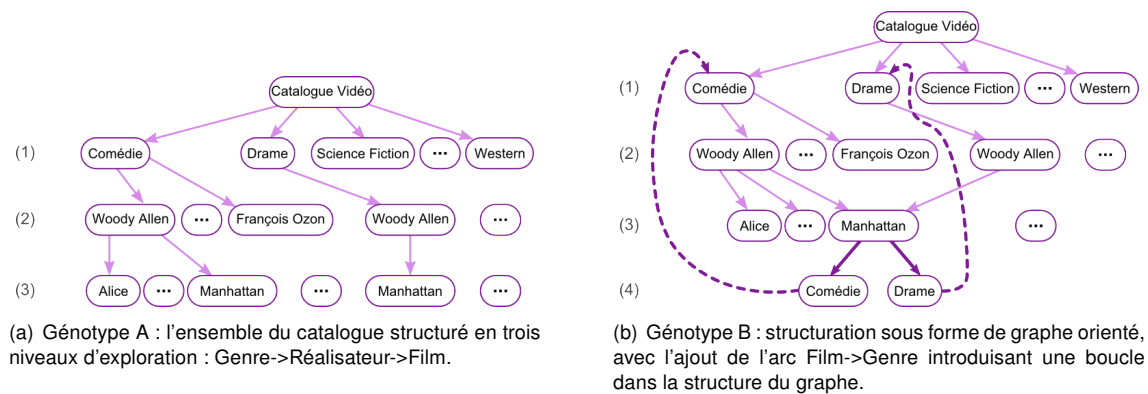 Catalogue Vidéo
(1) Comédie Drame Science Fiction ... Western
(2) Woody Allen ... François Ozon Woody Allen ...
(3) Alice ... Manhattan ... Manhattan ...
(a) Génotype A : l'ensemble du catalogue structuré en trois
niveaux d'exploration : Genre->Réalisateur->Film.
Catalogue Vidéo
(1) Comédie Drame Science Fiction ... Western
(2) Woody Allen ... François Ozon Woody Allen ...
(3) Alice ... Manhattan ...
(4) Comédie Drame
(b) Génotype B : structuration sous forme de graphe orienté,
avec l'ajout de l'arc Film->Genre introduisant une boucle
dans la structure du graphe.